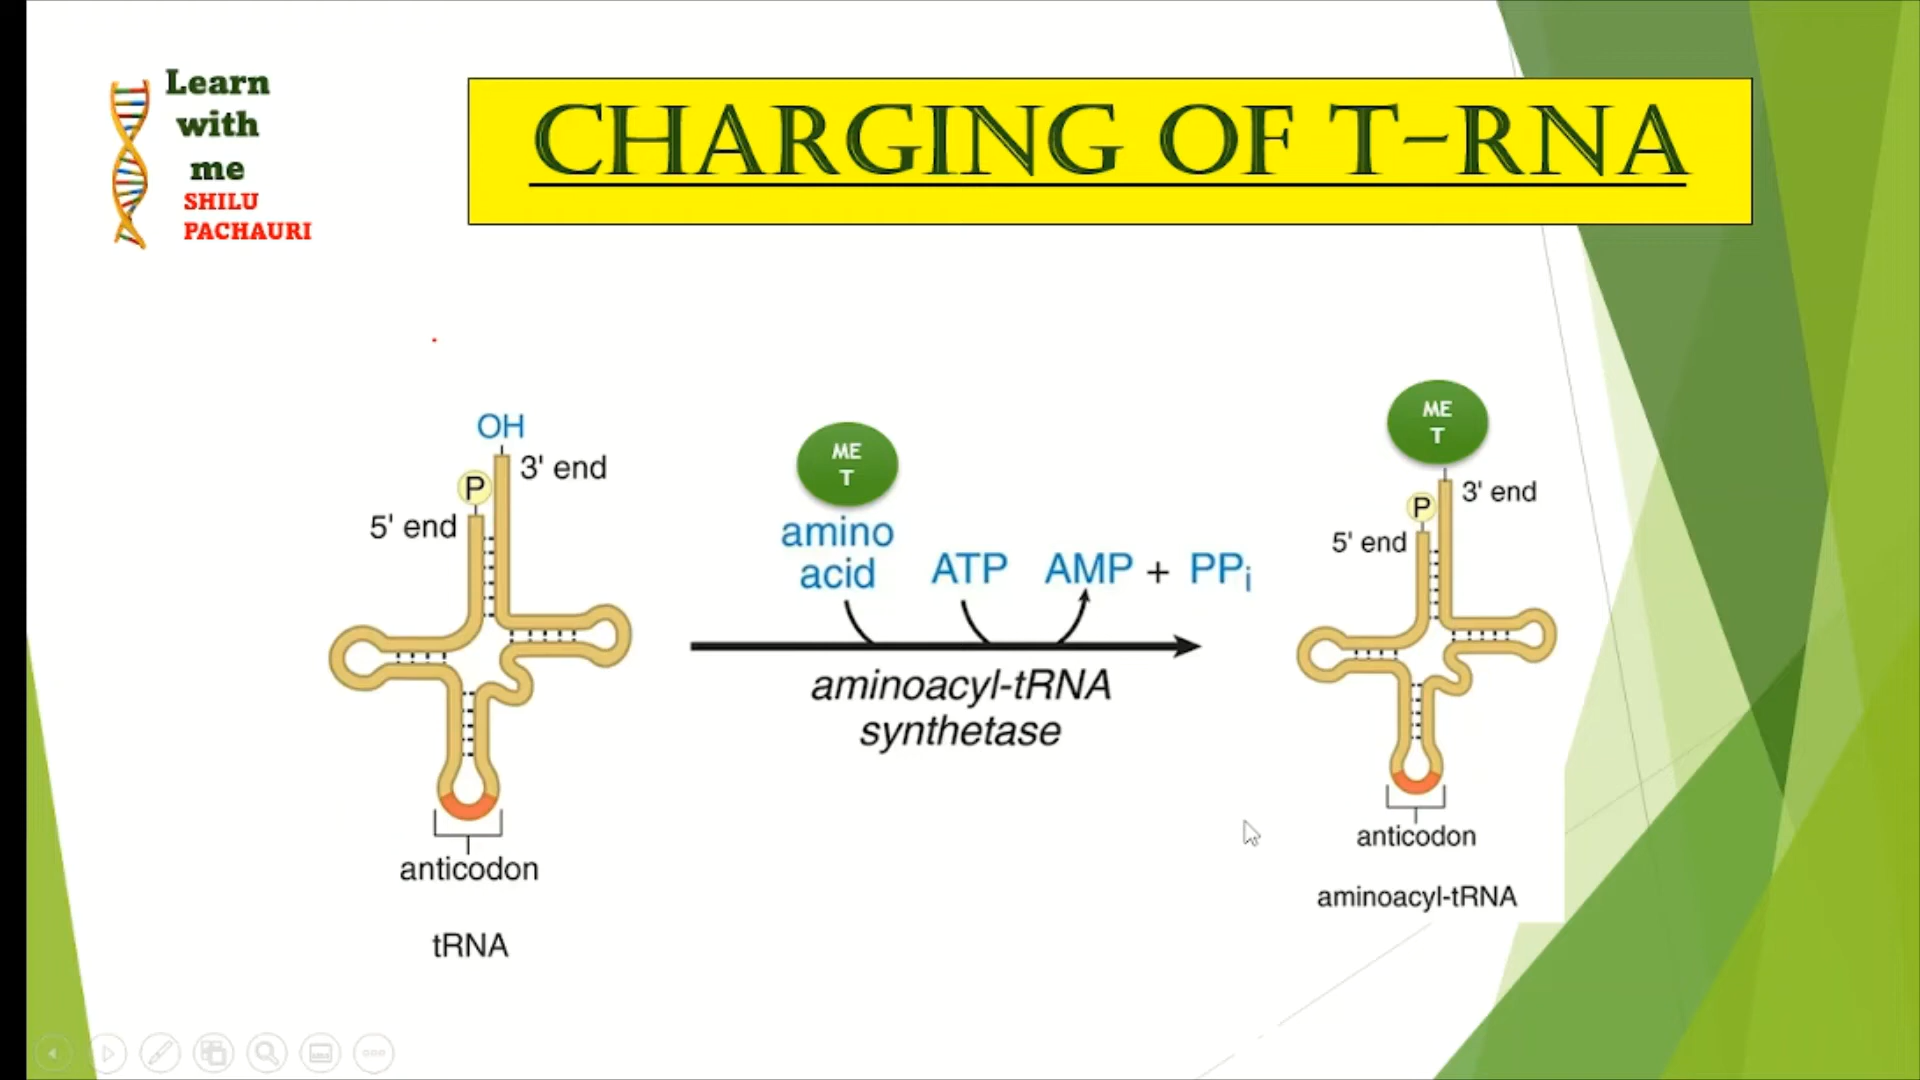 Learn
with
me
SHILU
PACHAURI
CHARGING OF T-RNA
OH
3' end
P
5' end
anticodon
tRNA
ME
T
amino
acid
ATP
AMP + PPi
aminoacyl-tRNA
synthetase
ME
T
3' end
P
5' end
anticodon
aminoacyl-tRNA